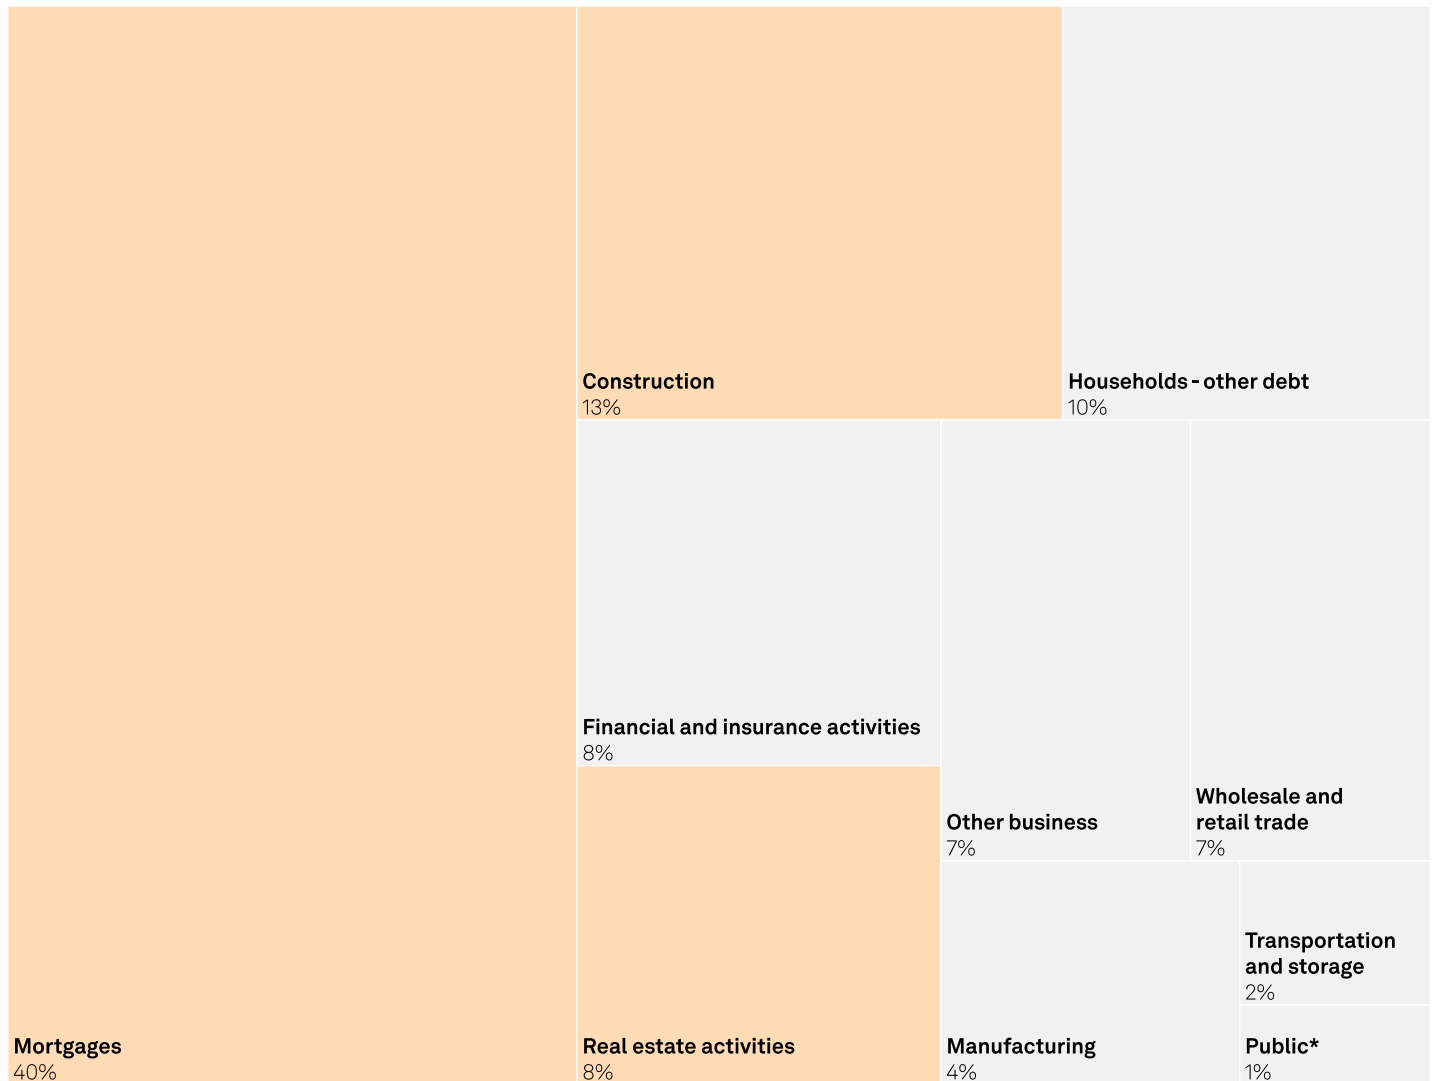 Construction
13%
Households - other debt
10%
Financial and insurance activities
8%
Other business
7%
Wholesale and
retail trade
7%
Transportation
and storage
2%
Mortgages
40%
Real estate activities
8%
Manufacturing
4%
Public*
1%